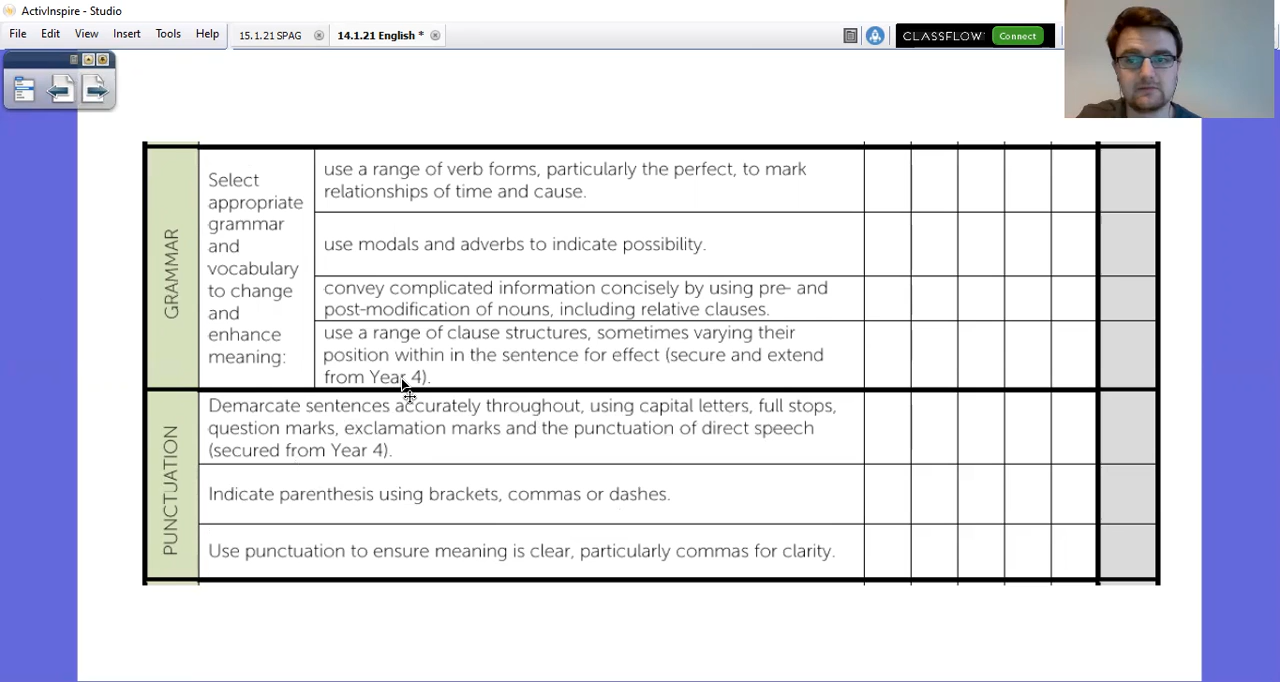 ActivInspire - Studio
File Edit View Insert Tools Help
15.1.21 SPAG
14.1.21 English *
CLASSFLOW Connect
GRAMMAR
Select
appropriate
grammar
and
vocabulary
to change
and
enhance
meaning:
use a range of verb forms, particularly the perfect, to mark
relationships of time and cause.
use modals and adverbs to indicate possibility.
convey complicated information concisely by using pre- and
post-modification of nouns, including relative clauses.
use a range of clause structures, sometimes varying their
position within in the sentence for effect (secure and extend
from Year 4).
PUNCTUATION
Demarcate sentences accurately throughout, using capital letters, full stops,
question marks, exclamation marks and the punctuation of direct speech
(secured from Year 4).
Indicate parenthesis using brackets, commas or dashes.
Use punctuation to ensure meaning is clear, particularly commas for clarity.